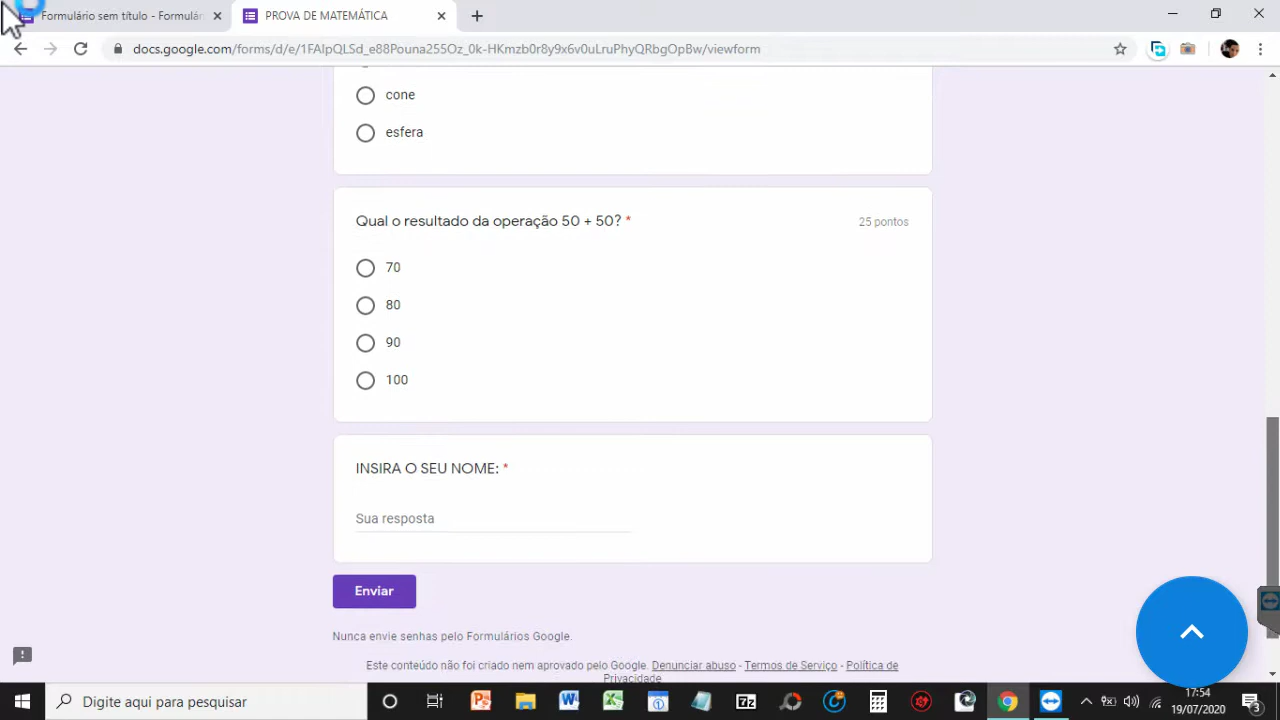 Formulário sem título - Formulár
PROVA DE MATEMÁTICA
docs.google.com/forms/d/e/1FAIpQLSd_e88Pouna255Oz_0k-HKmzb0r8y9x6v0uLruPhyQRbgOpBw/viewform
cone
esfera
Qual o resultado da operação 50 + 50? *
25 pontos
70
80
90
100
INSIRA O SEU NOME: *
Sua resposta
Enviar
Nunca envie senhas pelo Formulários Google.
Este conteúdo não foi criado nem aprovado pelo Google. Denunciar abuso - Termos de Serviço - Política de
Privacidade
Digite aqui para pesquisar
17:54
19/07/2020
3